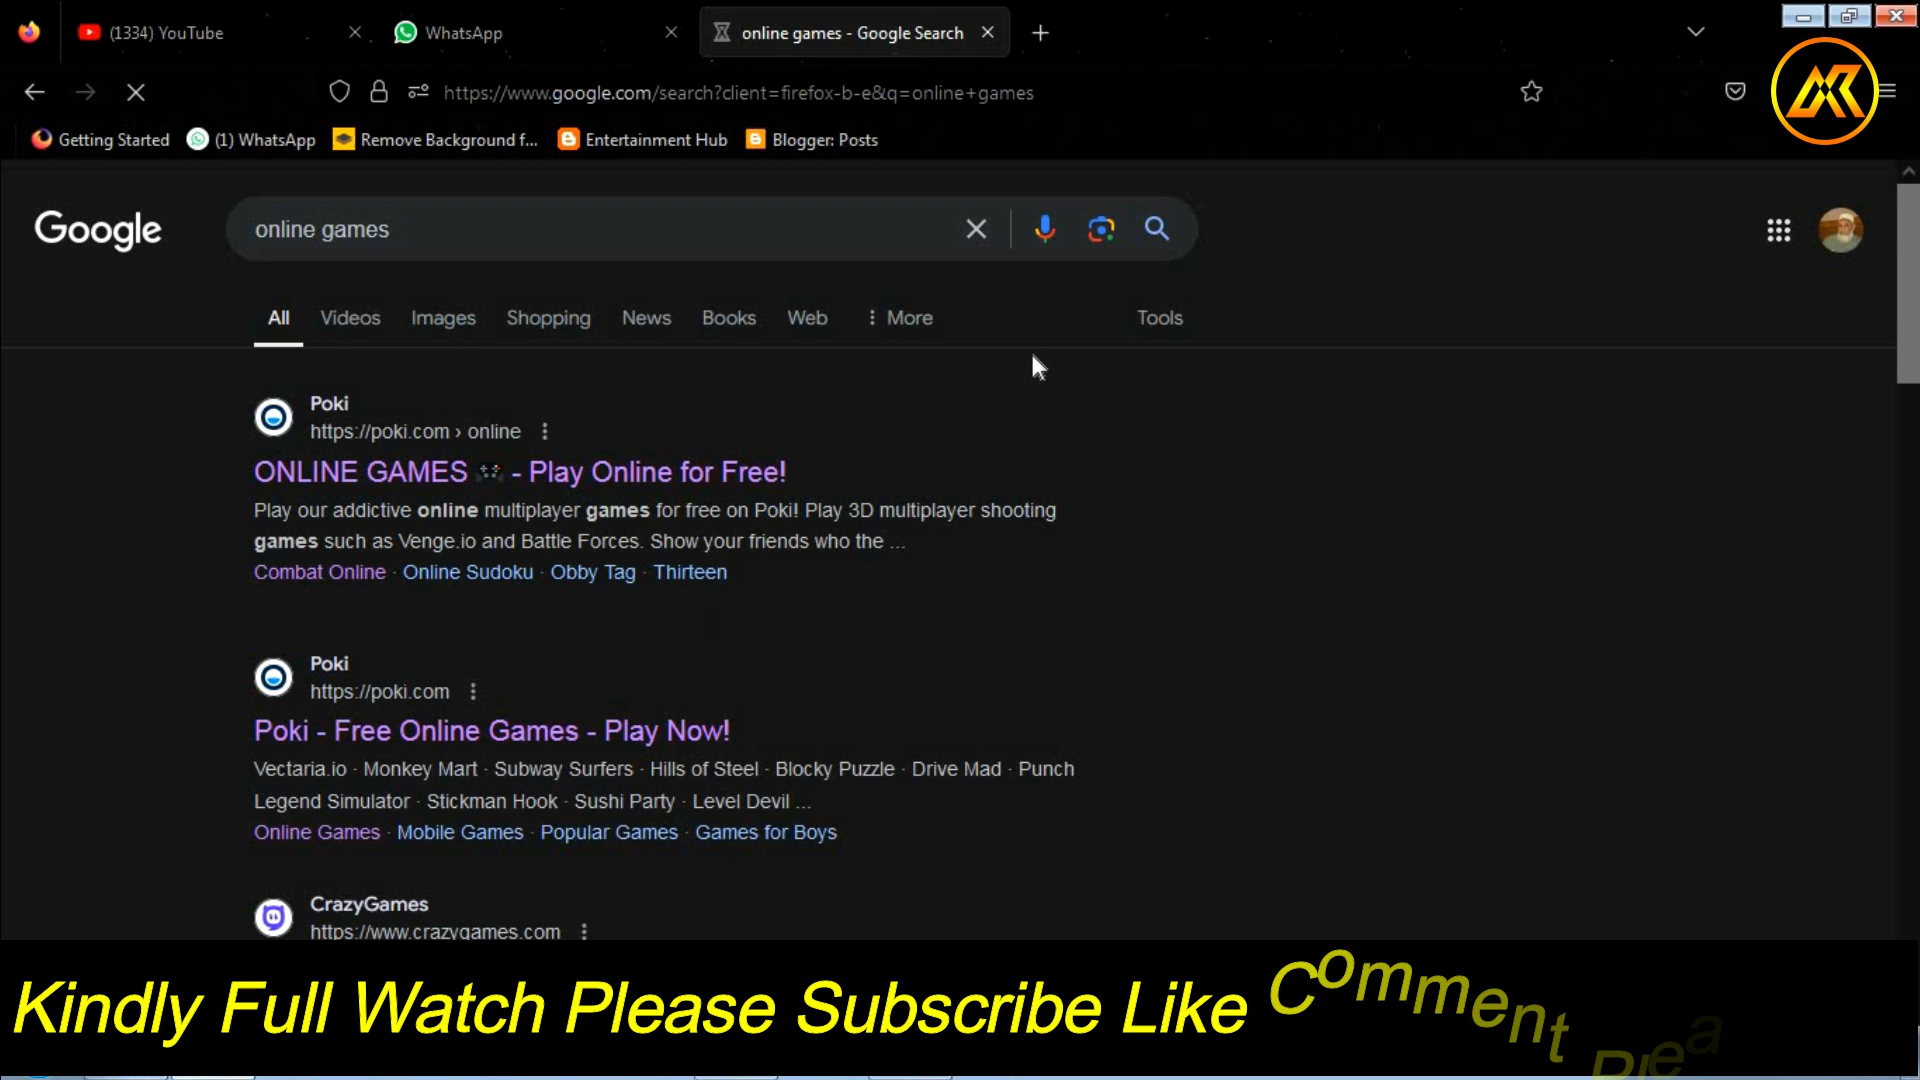 (1334) YouTube
WhatsApp
online games - Google Search
https://www.google.com/search?client=firefox-b-e&q=online+games
Getting Started
(1) WhatsApp
Remove Background f...
Entertainment Hub
Blogger: Posts
Google
online games
All Videos Images Shopping News Books Web More Tools
Poki
https://poki.com › online
ONLINE GAMES 🎮 - Play Online for Free!
Play our addictive online multiplayer games for free on Poki! Play 3D multiplayer shooting
games such as Venge.io and Battle Forces. Show your friends who the ...
Combat Online · Online Sudoku · Obby Tag · Thirteen
Poki
https://poki.com
Poki - Free Online Games - Play Now!
Vectaria.io · Monkey Mart · Subway Surfers · Hills of Steel · Blocky Puzzle · Drive Mad · Punch
Legend Simulator · Stickman Hook · Sushi Party · Level Devil ...
Online Games · Mobile Games · Popular Games · Games for Boys
CrazyGames
https://www.crazygames.com
Kindly Full Watch Please Subscribe Like Comment Plea